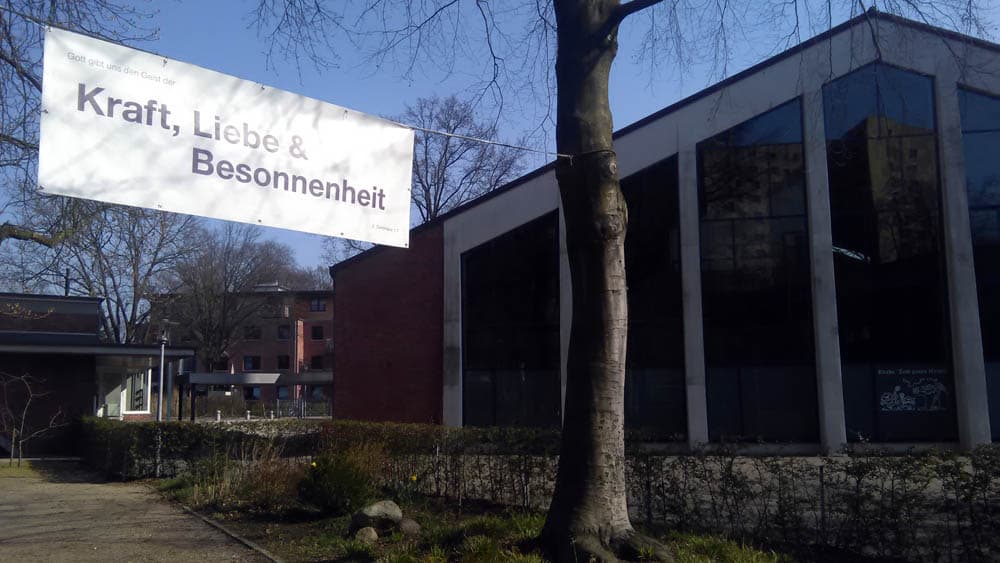 Gott gibt uns den Geist der
Kraft, Liebe &
Besonnenheit